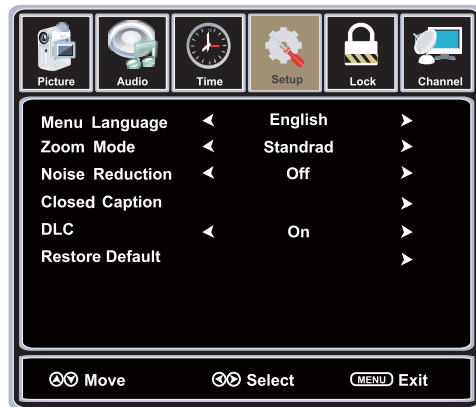 Picture Audio Time Setup Lock Channel
Menu Language English
Zoom Mode Standrad
Noise Reduction Off
Closed Caption
DLC On
Restore Default
Move Select MENU Exit